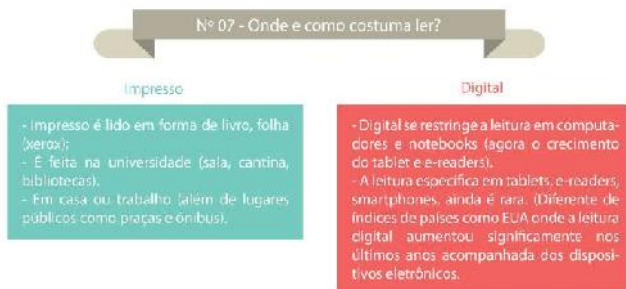 Nº 07 - Onde e como costuma ler?
Impresso
- Impresso é lido em forma de livro, folha
(xerox);
- É feita na universidade (sala, cantina,
bibliotecas).
- Em casa ou trabalho (além de lugares
públicos como praças e ônibus).
Digital
- Digital se restringe a leitura em computa-
dores e notebooks (agora o crecimento
do tablet e e-readers).
- A leitura específica em tablets, e-readers,
smartphones, ainda é rara. (Diferente de
índices de países como EUA onde a leitura
digital aumentou significamente nos
últimos anos acompanhada dos disposi-
tivos eletrônicos.